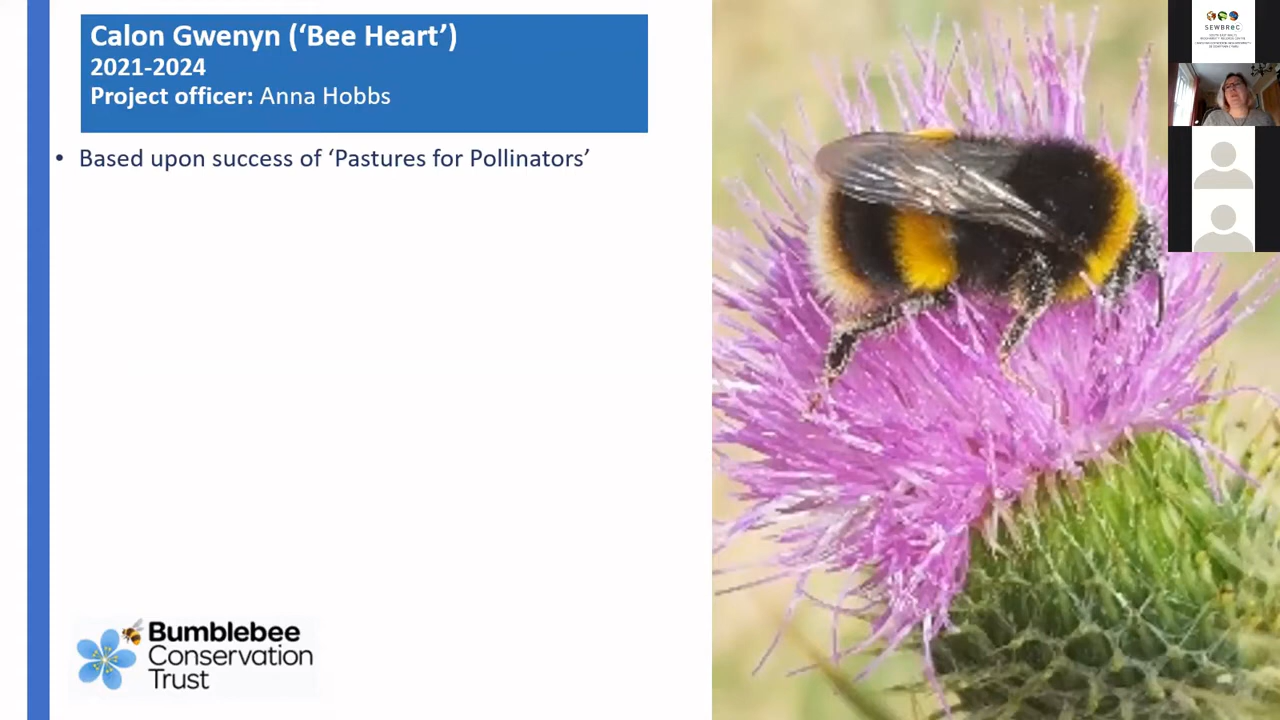 Calon Gwenyn (‘Bee Heart’)
2021-2024
Project officer: Anna Hobbs
• Based upon success of ‘Pastures for Pollinators’
Bumblebee
Conservation
Trust
SEWBReC